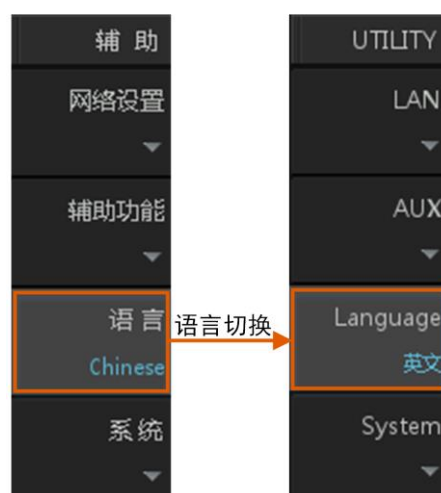 辅 助
网络设置
辅助功能
语 言
Chinese
系 统
语言切换
UTILITY
LAN
AUX
Language
英文
System